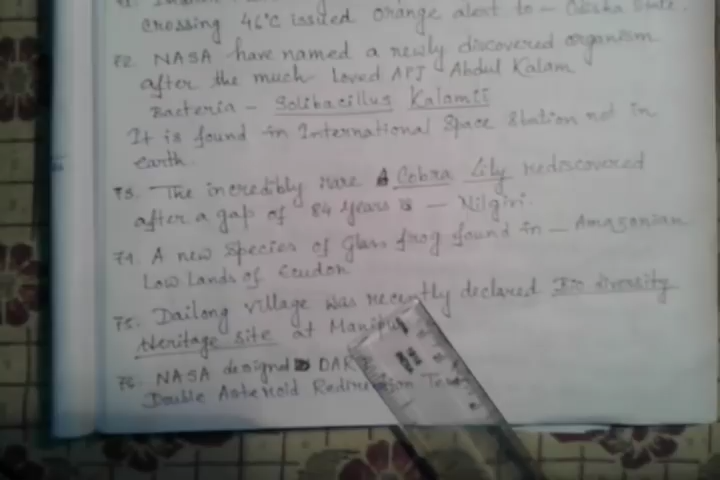 crossing 46°C issued Orange alert to — Odisha State.
72. NASA have named a newly discovered organism
after the much Loved APJ Abdul Kalam
Bacteria – Solibacillus Kalamii
It is found in International Space Station not in
earth.
73. The incredibly rare Cobra Lily rediscovered
after a gap of 84 years is — Nilgiri.
74. A new species of Glass frog found in — Amazonian
Low Lands of
75. Dailong village was recently declared Bio diversity
Heritage site at Manipur
76. NASA designed DAR
Double Asteroid